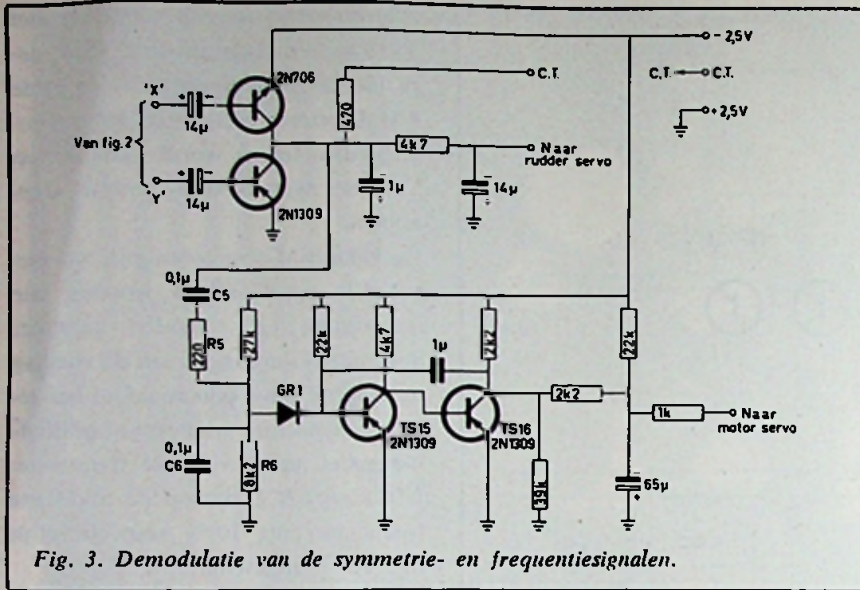 - 2,5V
2N706
C.T.
C.T. C.T.
'X'
14µ
470
+2,5V
Van fig.2
4k7
Naar
rudder servo
'Y'
14µ
2N1309
1µ
14µ
0,1µ
C5
R5
220
27k
22k
4k7
1µ
2k2
22k
GR1
2k2
1k
Naar
motor servo
TS15
2N1309
TS16
2N1309
0,1µ
C6
8k2
R6
39k
65µ
Fig. 3. Demodulatie van de symmetrie- en frequentiesignalen.